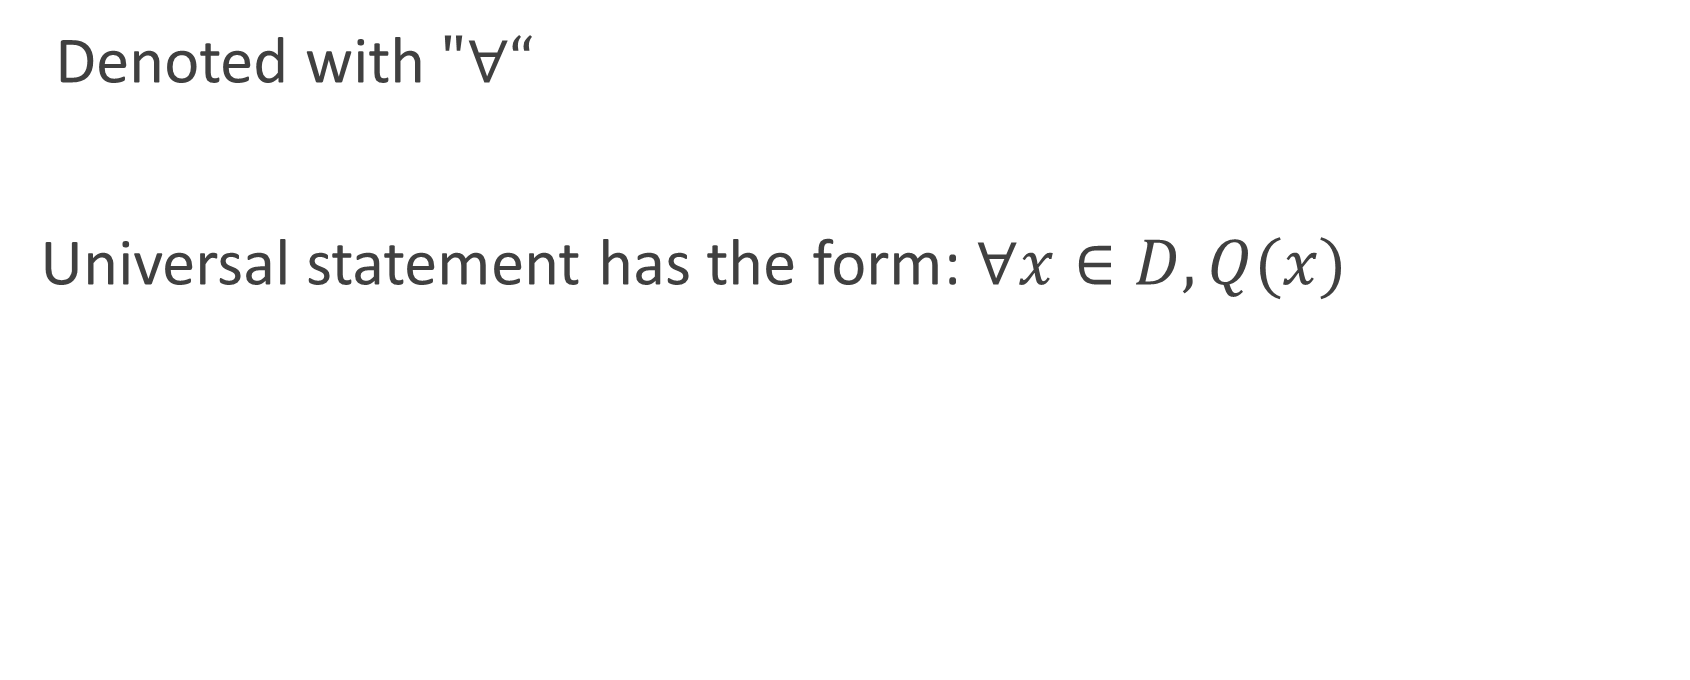 Denoted with "∀“
Universal statement has the form: ∀𝑥 ∈ 𝐷, 𝑄(𝑥)